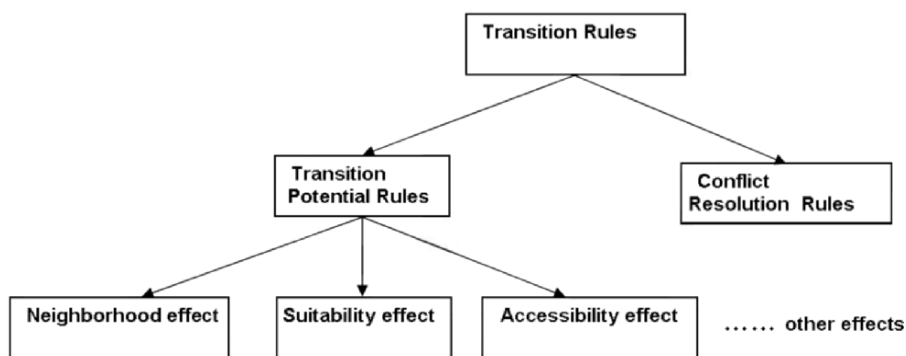 Transition Rules
Transition
Potential Rules
Conflict
Resolution Rules
Neighborhood effect
Suitability effect
Accessibility effect
...... other effects